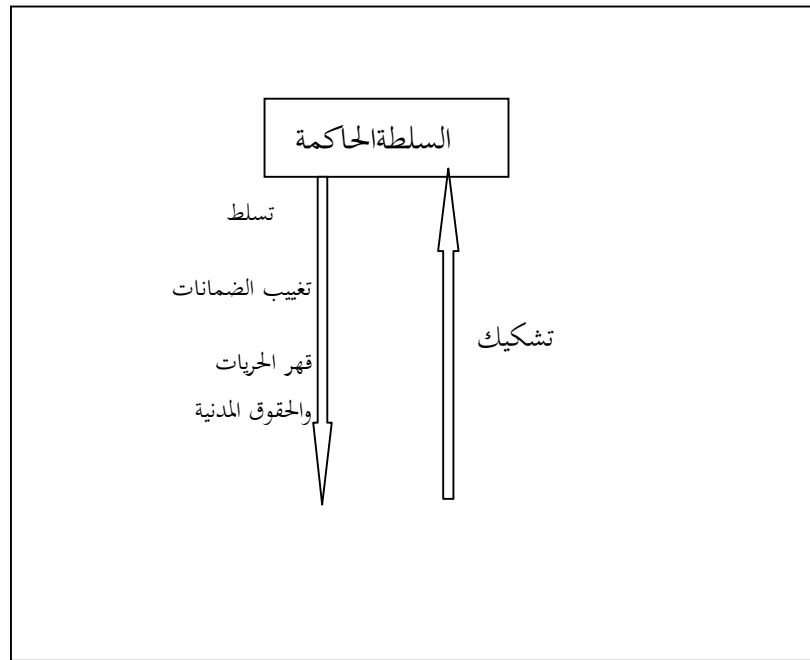 السلطةالحاكمة
تسلط
تغييب الضمانات
تشكيك
قهر الحريات
والحقوق المدنية